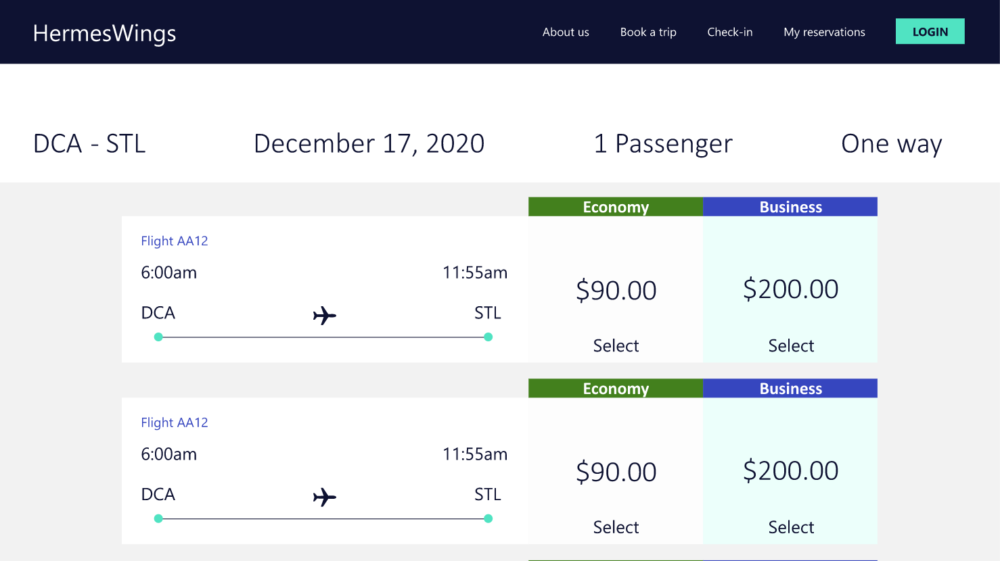 HermesWings
About us
Book a trip
Check-in
My reservations
LOGIN
DCA - STL
December 17, 2020
1 Passenger
One way
Economy
Business
Flight AA12
6:00am
11:55am
DCA
STL
$90.00
$200.00
Select
Select
Economy
Business
Flight AA12
6:00am
11:55am
DCA
STL
$90.00
$200.00
Select
Select